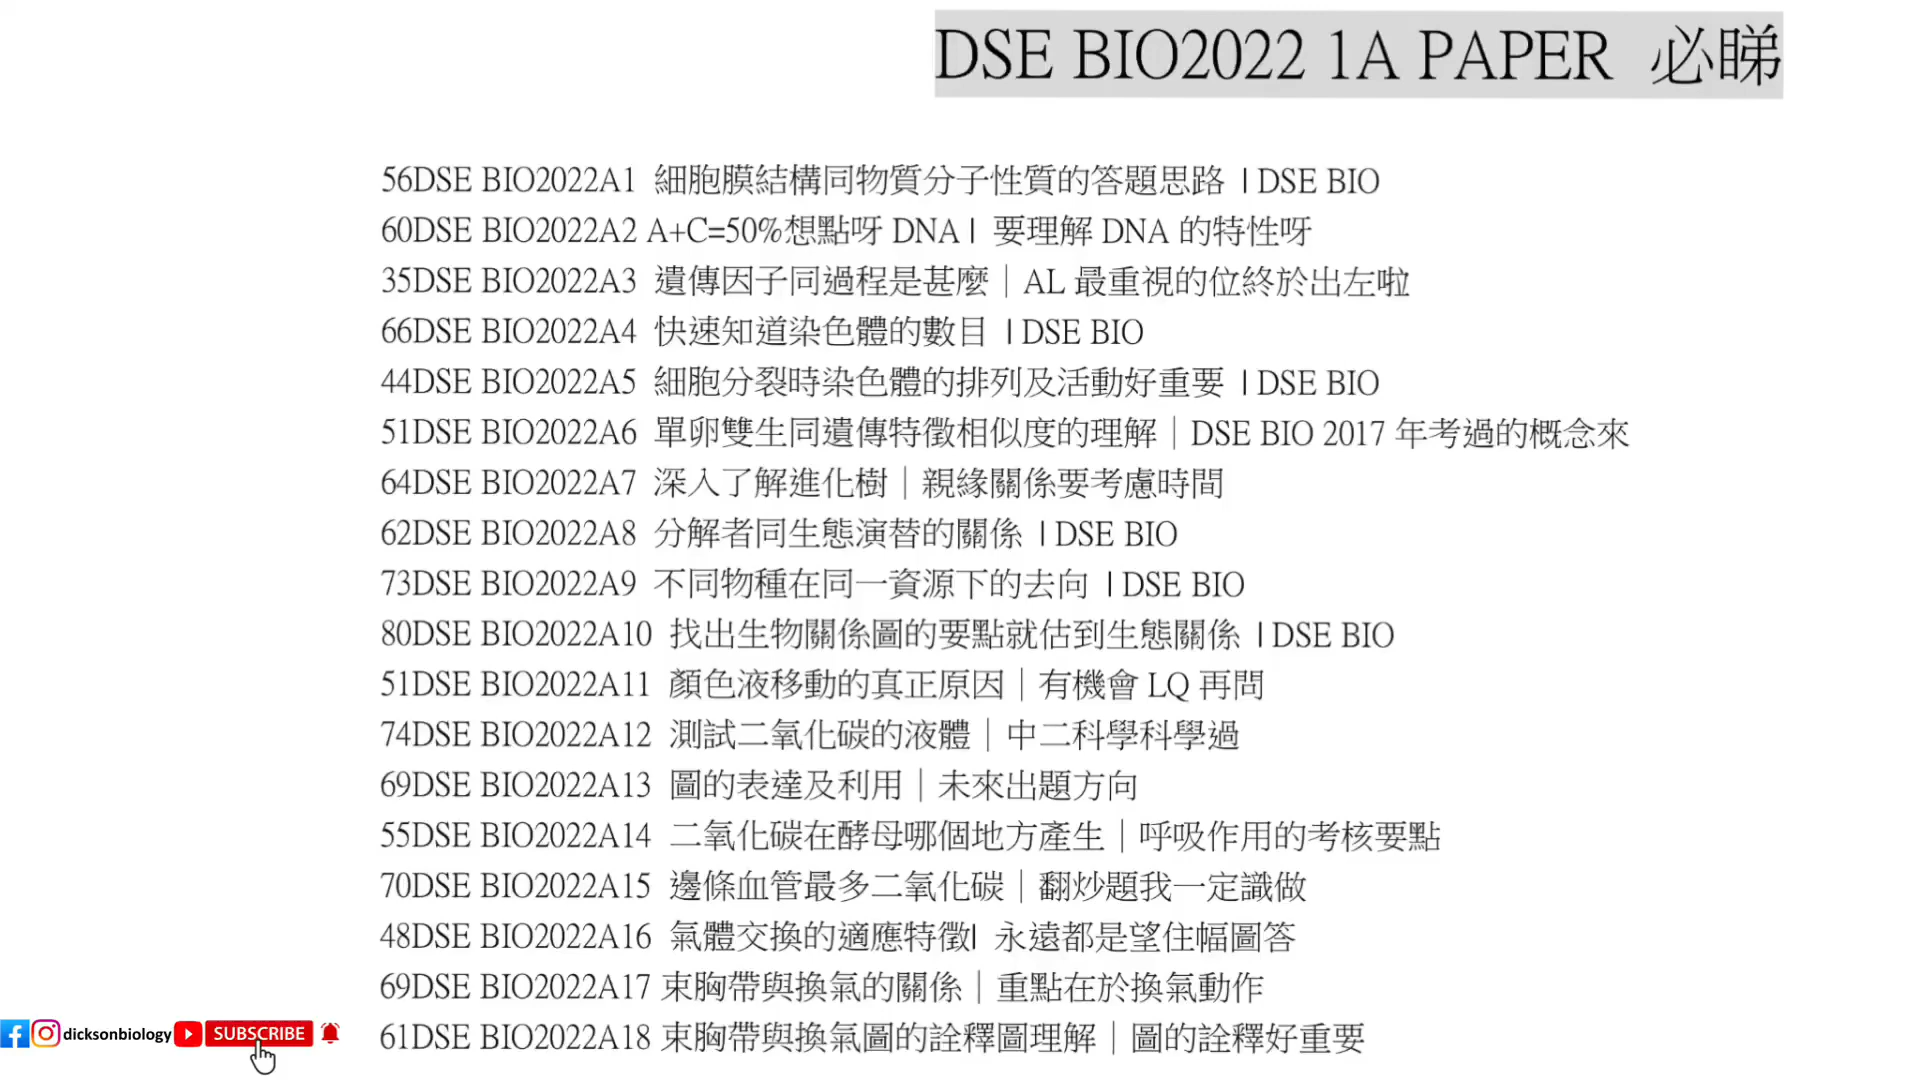 DSE BIO2022 1A PAPER 必睇
56DSE BIO2022A1 細胞膜結構同物質分子性質的答題思路 | DSE BIO
60DSE BIO2022A2 A+C=50%想點呀 DNA | 要理解 DNA 的特性呀
35DSE BIO2022A3 遺傳因子同過程是甚麼｜AL 最重視的位終於出左啦
66DSE BIO2022A4 快速知道染色體的數目 | DSE BIO
44DSE BIO2022A5 細胞分裂時染色體的排列及活動好重要 | DSE BIO
51DSE BIO2022A6 單卵雙生同遺傳特徵相似度的理解｜DSE BIO 2017 年考過的概念來
64DSE BIO2022A7 深入了解進化樹｜親緣關係要考慮時間
62DSE BIO2022A8 分解者同生態演替的關係 | DSE BIO
73DSE BIO2022A9 不同物種在同一資源下的去向 | DSE BIO
80DSE BIO2022A10 找出生物關係圖的要點就估到生態關係 | DSE BIO
51DSE BIO2022A11 顏色液移動的真正原因｜有機會 LQ 再問
74DSE BIO2022A12 測試二氧化碳的液體｜中二科學科學過
69DSE BIO2022A13 圖的表達及利用｜未來出題方向
55DSE BIO2022A14 二氧化碳在酵母哪個地方產生｜呼吸作用的考核要點
70DSE BIO2022A15 邊條血管最多二氧化碳｜翻炒題我一定識做
48DSE BIO2022A16 氣體交換的適應特徵| 永遠都是望住幅圖答
69DSE BIO2022A17 束胸帶與換氣的關係｜重點在於換氣動作
61DSE BIO2022A18 束胸帶與換氣圖的詮釋圖理解｜圖的詮釋好重要
dicksonbiology SUBSCRIBE